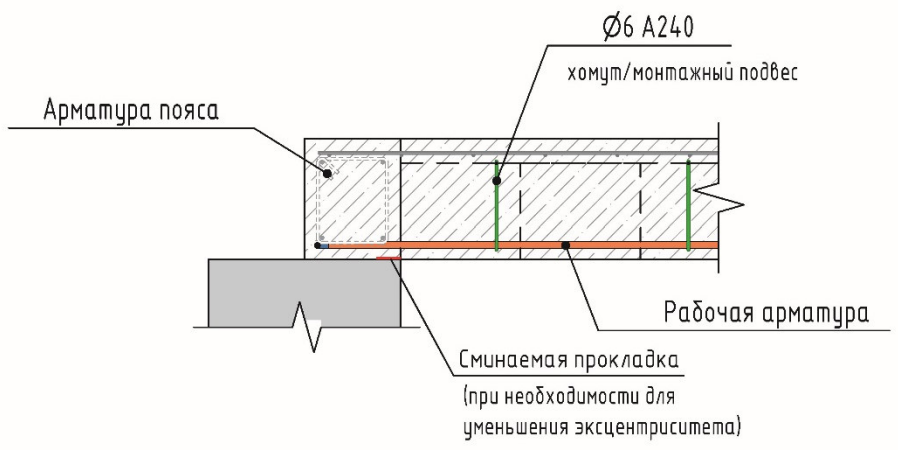 Ø6 А240
хомут/монтажный подвес
Арматура пояса
Рабочая арматура
Сминаемая прокладка
(при необходимости для
уменьшения эксцентриситета)